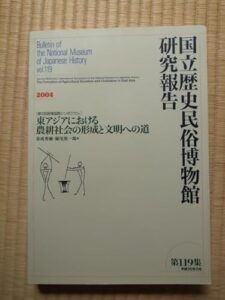 Bulletin of the
National Museum
of Japanese History
vol.119
2004
国立歴史民俗博物館
研究報告
東アジアにおける
農耕社会の形成と文明への道
第119集